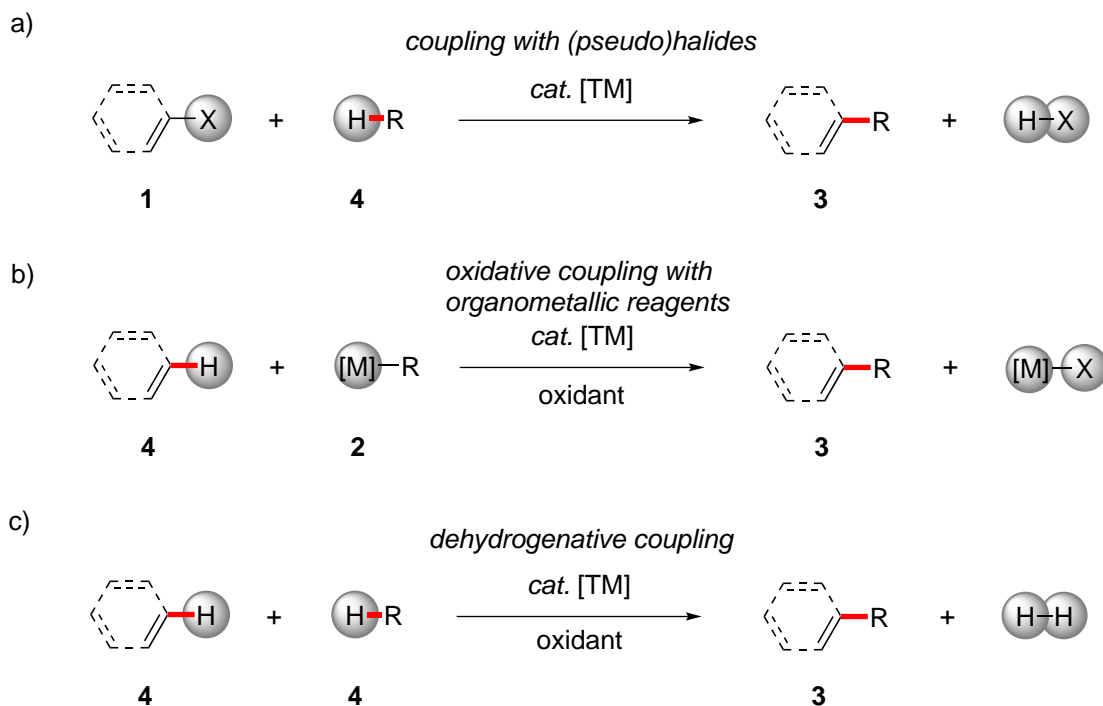 a)
coupling with (pseudo)halides
cat. [TM]
X + H R R + H X
1 4 3
b)
oxidative coupling with
organometallic reagents
cat. [TM]
H + [M] R R + [M] X
oxidant
4 2 3
c)
dehydrogenative coupling
cat. [TM]
H + H R R + H H
oxidant
4 4 3